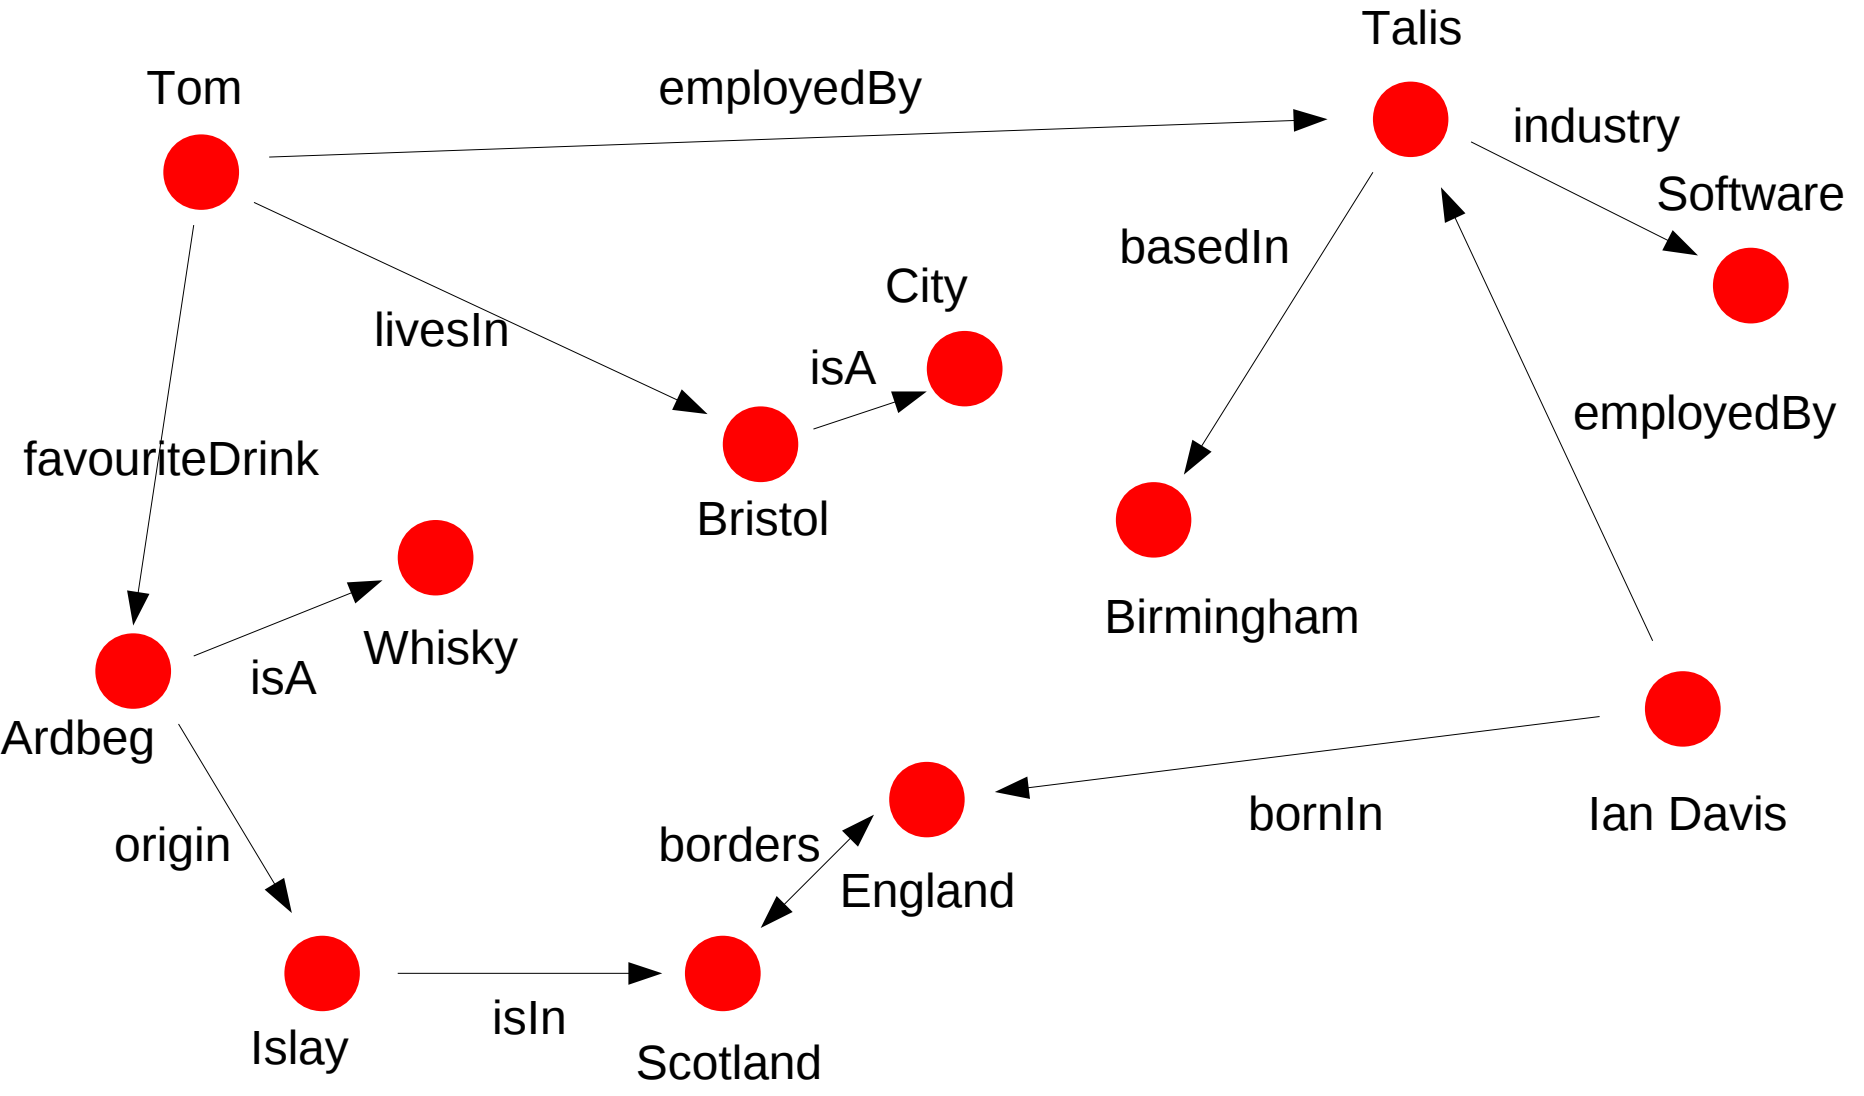 Talis
Tom
employedBy
industry
Software
basedIn
City
livesIn
isA
employedBy
favouriteDrink
Bristol
Birmingham
Whisky
isA
Ardbeg
bornIn
Ian Davis
origin
borders
England
isIn
Islay
Scotland